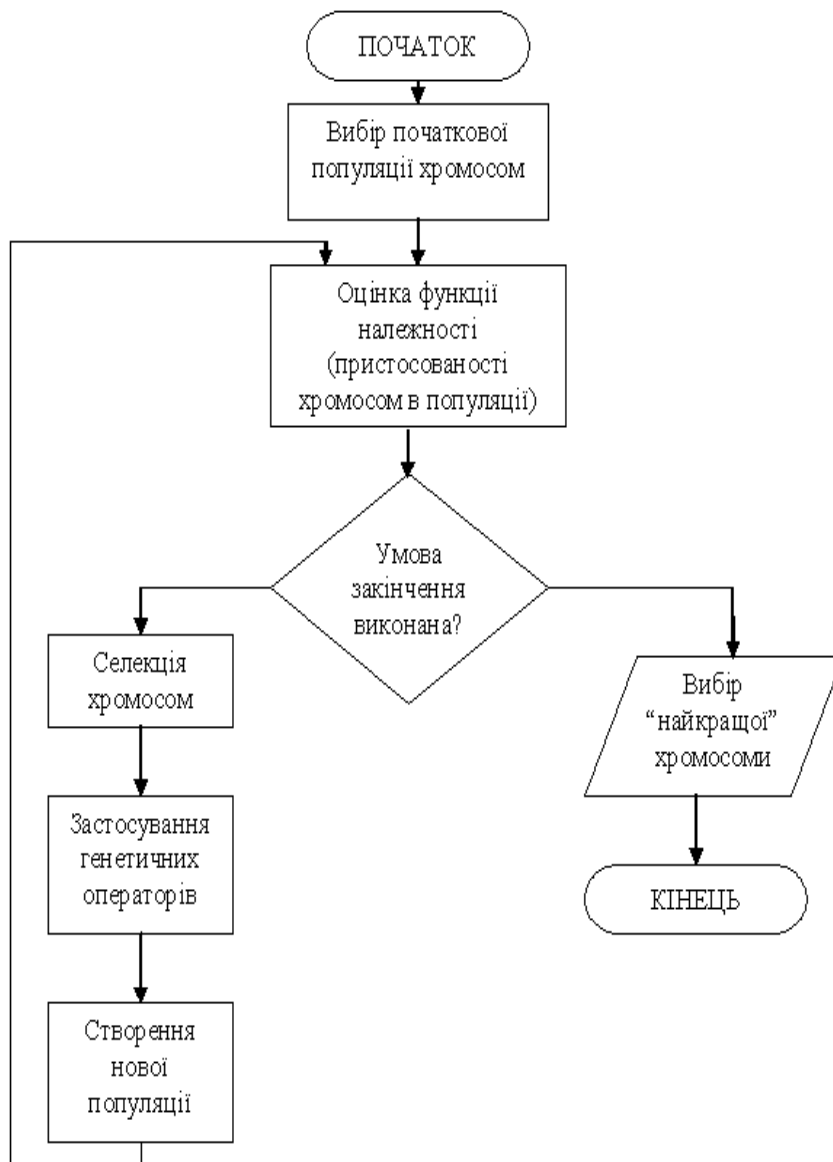 ПОЧАТОК
Вибір початкової
популяції хромосом
Оцінка функції
належності
(пристосованості
хромосом в популяції)
Умова
закінчення
виконана?
Селекція
хромосом
Застосування
генетичних
операторів
Створення
нової
популяції
Вибір
“найкращої”
хромосоми
КІНЕЦЬ